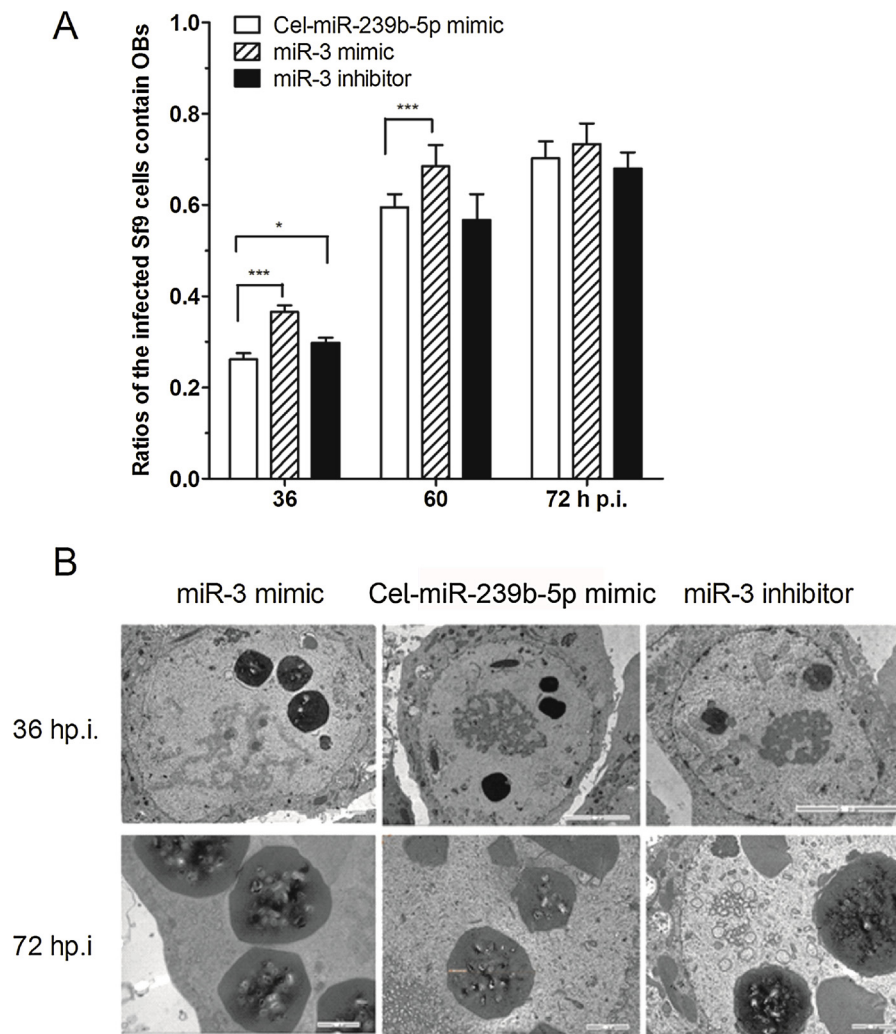 A
Cel-miR-239b-5p mimic
miR-3 mimic
miR-3 inhibitor
Ratios of the infected Sf9 cells contain OBs
1.0
0.8
0.6
0.4
0.2
0.0
***
*
***
36
60
72 h p.i.
B
miR-3 mimic
Cel-miR-239b-5p mimic
miR-3 inhibitor
36 hp.i.
72 hp.i